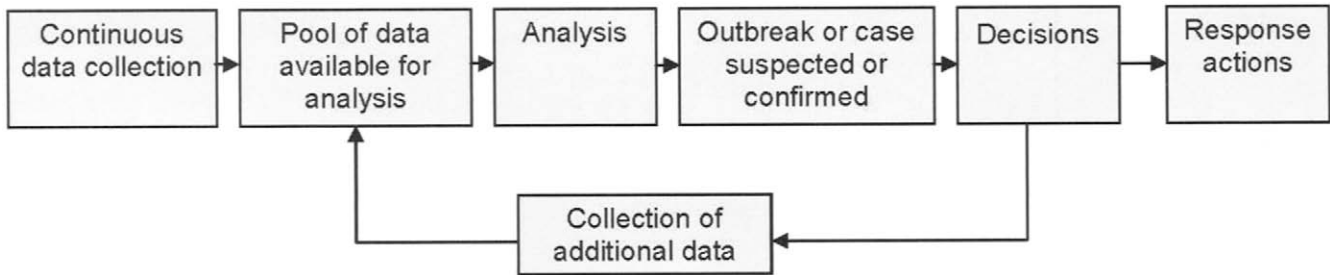 Continuous
data collection
Pool of data
available for
analysis
Analysis
Outbreak or case
suspected or
confirmed
Decisions
Response
actions
Collection of
additional data